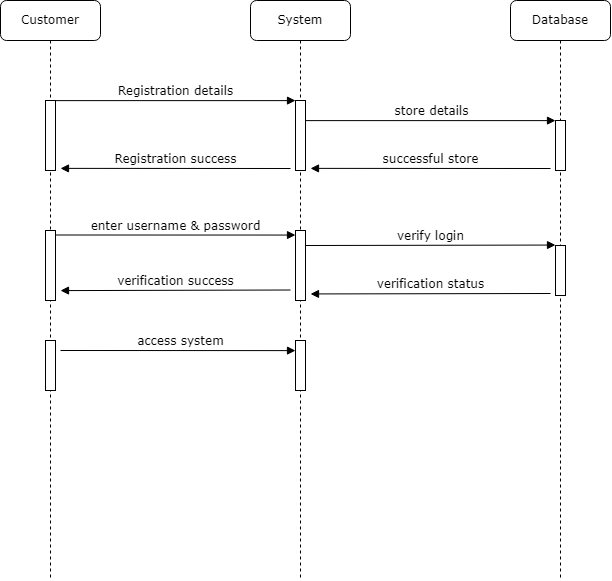 Customer
System
Database
Registration details
store details
Registration success
successful store
enter username & password
verify login
verification success
verification status
access system